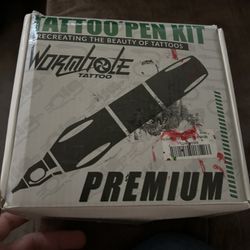 TATTOO PEN KIT
RECREATING THE BEAUTY OF TATTOOS
WORMHOLE
TATTOO
PREMIUM